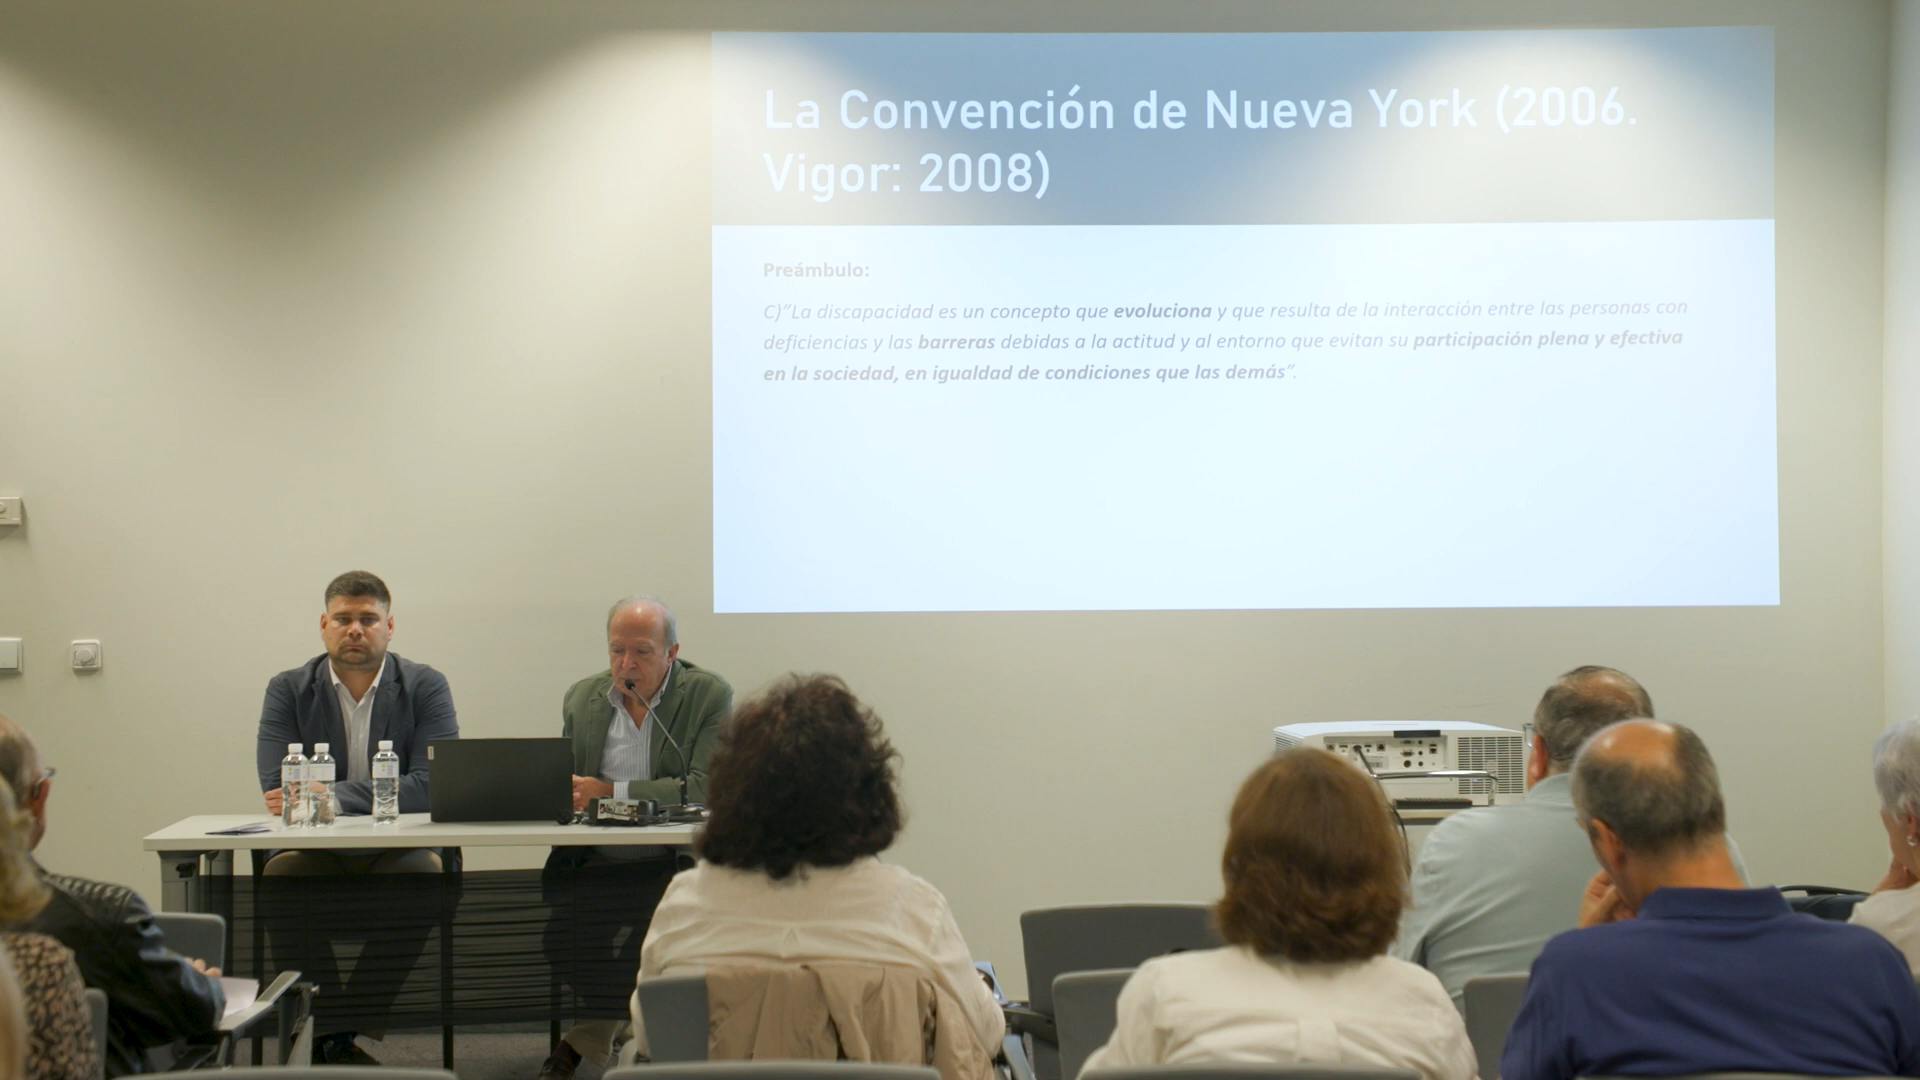 La Convención de Nueva York (2006.
Vigor: 2008)
Preámbulo:
C)"La discapacidad es un concepto que evoluciona y que resulta de la interacción entre las personas con
deficiencias y las barreras debidas a la actitud y al entorno que evitan su participación plena y efectiva
en la sociedad, en igualdad de condiciones que las demás".